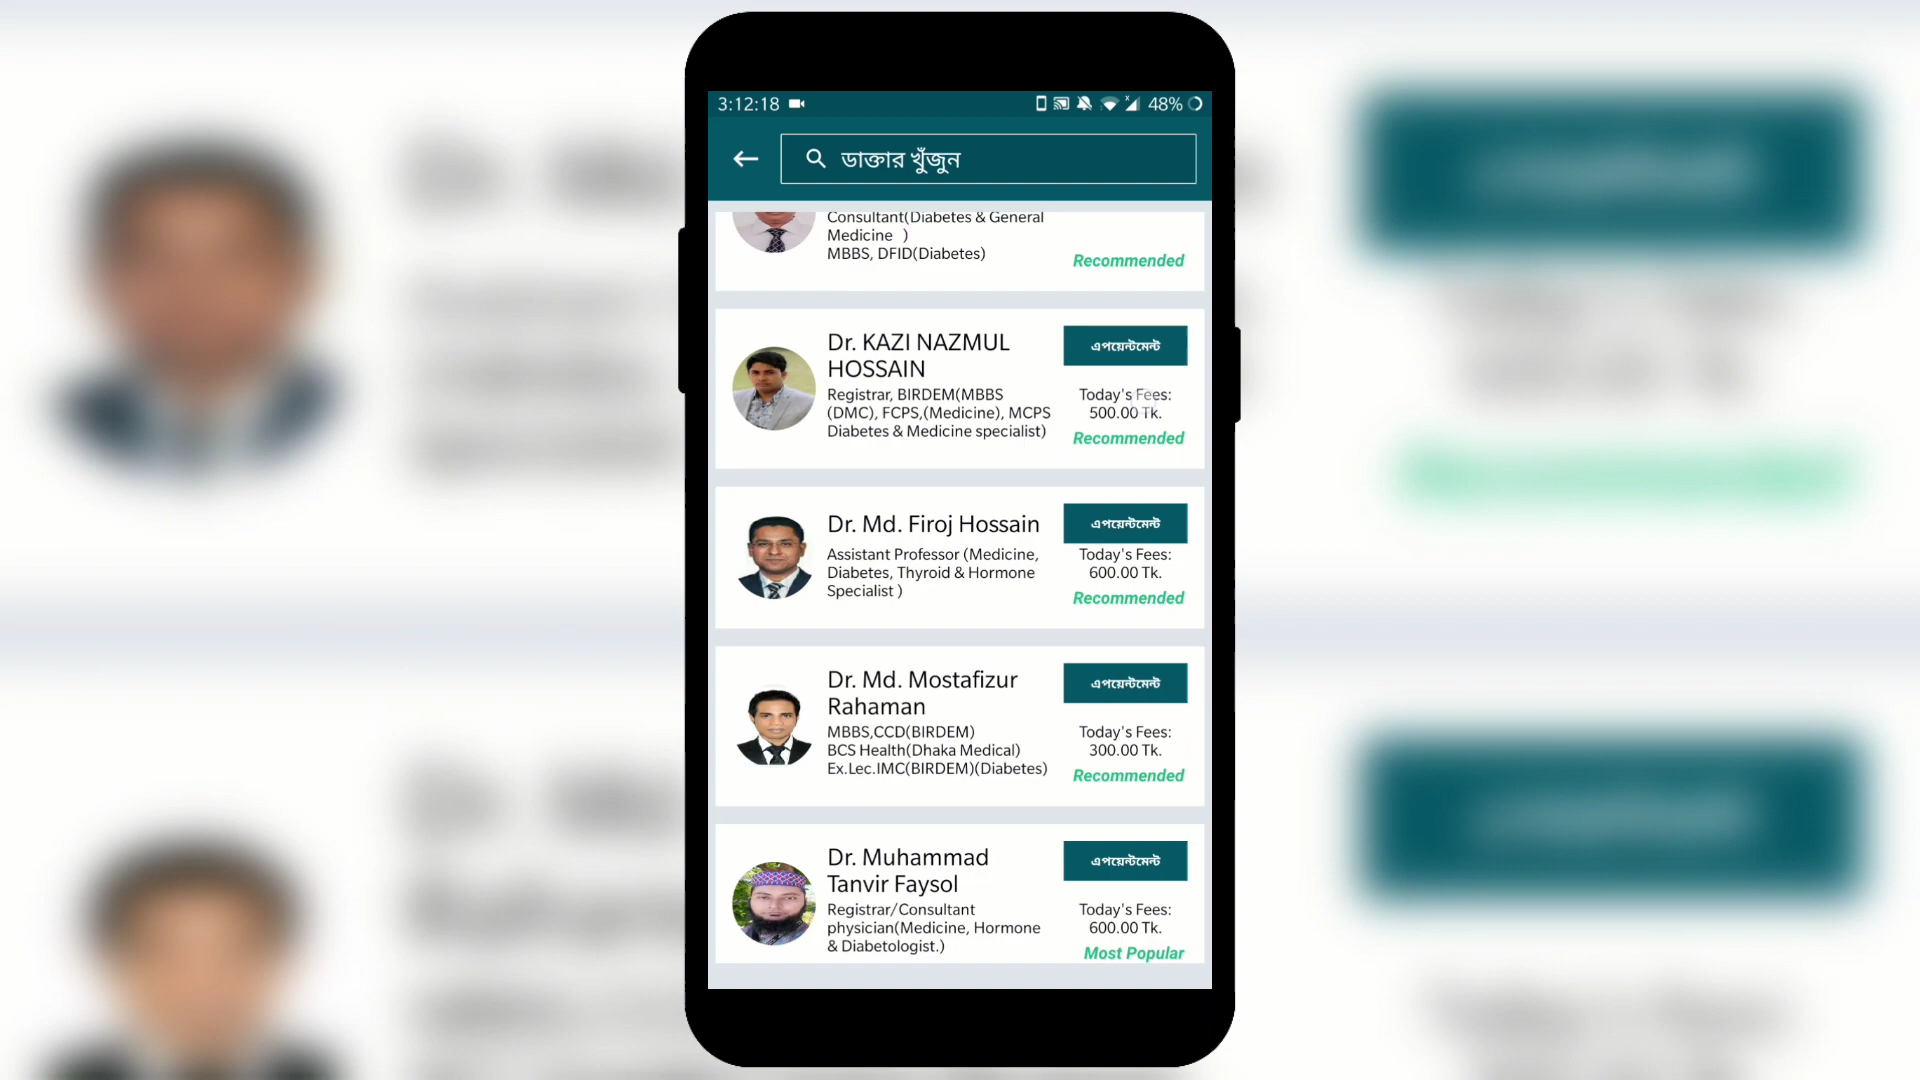 3:12:18
48%
ডাক্তার খুঁজুন
Consultant(Diabetes & General
Medicine )
MBBS, DFID(Diabetes)
Recommended
Dr. KAZI NAZMUL
HOSSAIN
এপয়েন্টমেন্ট
Registrar, BIRDEM(MBBS
(DMC), FCPS,(Medicine), MCPS
Diabetes & Medicine specialist)
Today's Fees:
500.00 Tk.
Recommended
Dr. Md. Firoj Hossain
এপয়েন্টমেন্ট
Assistant Professor (Medicine,
Diabetes, Thyroid & Hormone
Specialist )
Today's Fees:
600.00 Tk.
Recommended
Dr. Md. Mostafizur
Rahaman
এপয়েন্টমেন্ট
MBBS,CCD(BIRDEM)
BCS Health(Dhaka Medical)
Ex.Lec.IMC(BIRDEM)(Diabetes)
Today's Fees:
300.00 Tk.
Recommended
Dr. Muhammad
Tanvir Faysol
এপয়েন্টমেন্ট
Registrar/Consultant
physician(Medicine, Hormone
& Diabetologist.)
Today's Fees:
600.00 Tk.
Most Popular